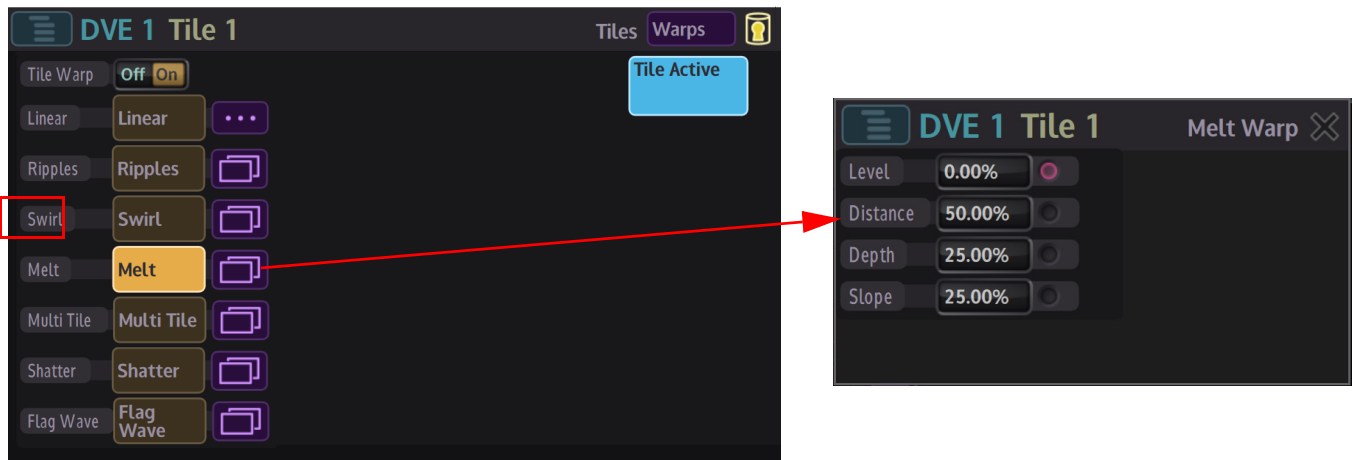 DVE 1 Tile 1 Tiles Warps
Tile Warp Off On Tile Active
Linear Linear
Ripples Ripples
Swirl Swirl
Melt Melt
Multi Tile Multi Tile
Shatter Shatter
Flag Wave Flag
Wave
DVE 1 Tile 1 Melt Warp
Level 0.00%
Distance 50.00%
Depth 25.00%
Slope 25.00%